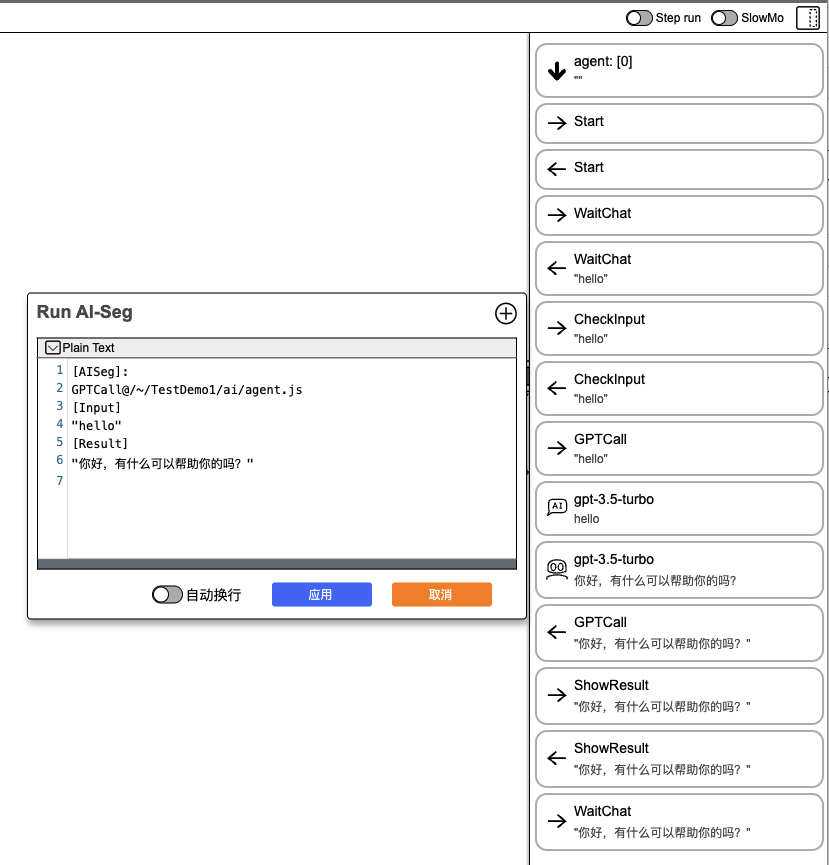 Step run
SlowMo
agent: [0]
""
Start
Start
WaitChat
WaitChat
"hello"
CheckInput
"hello"
CheckInput
"hello"
GPTCall
"hello"
AI
gpt-3.5-turbo
hello
gpt-3.5-turbo
你好，有什么可以帮助你的吗？
GPTCall
"你好，有什么可以帮助你的吗？"
ShowResult
"你好，有什么可以帮助你的吗？"
ShowResult
"你好，有什么可以帮助你的吗？"
WaitChat
"你好，有什么可以帮助你的吗？"
Run AI-Seg
Plain Text
1 [AISeg]:
2 GPTCall@/~/TestDemo1/ai/agent.js
3 [Input]
4 "hello"
5 [Result]
6 "你好，有什么可以帮助你的吗？"
7
自动换行
应用
取消